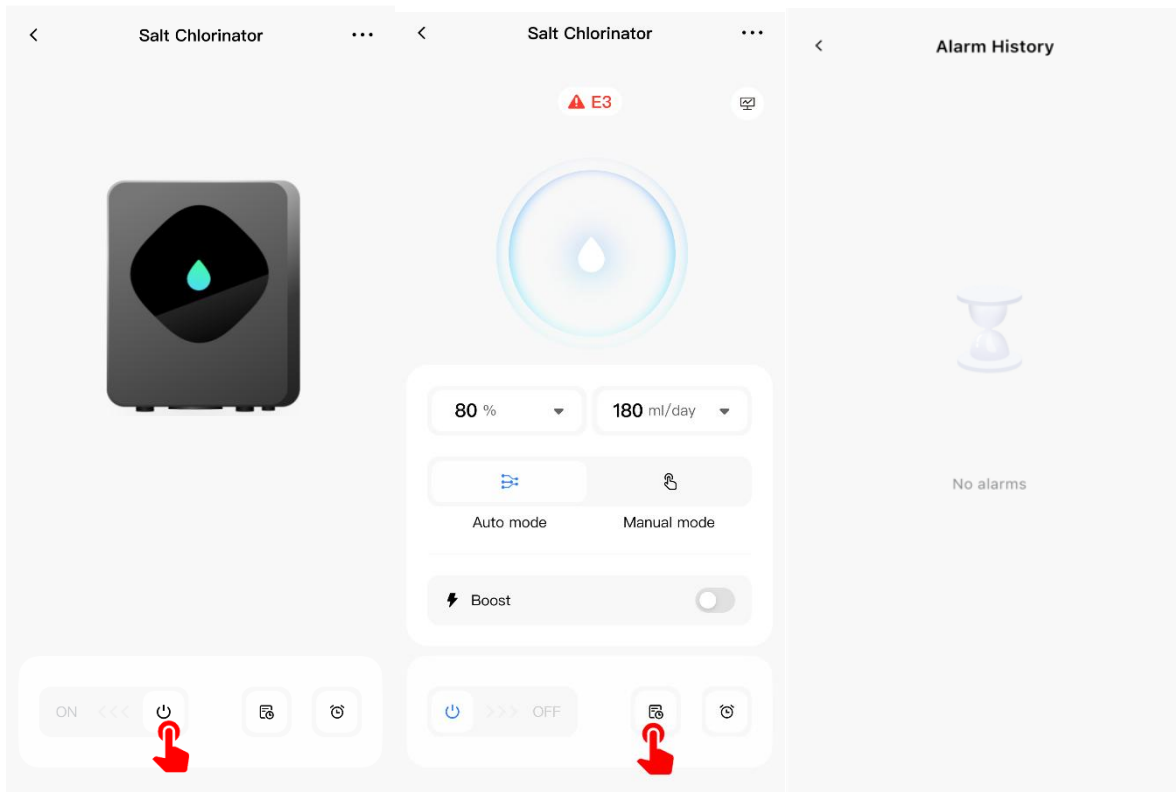 Salt Chlorinator
ON <<<
Salt Chlorinator
E3
80 %
180 ml/day
Auto mode
Manual mode
Boost
>>> OFF
Alarm History
No alarms